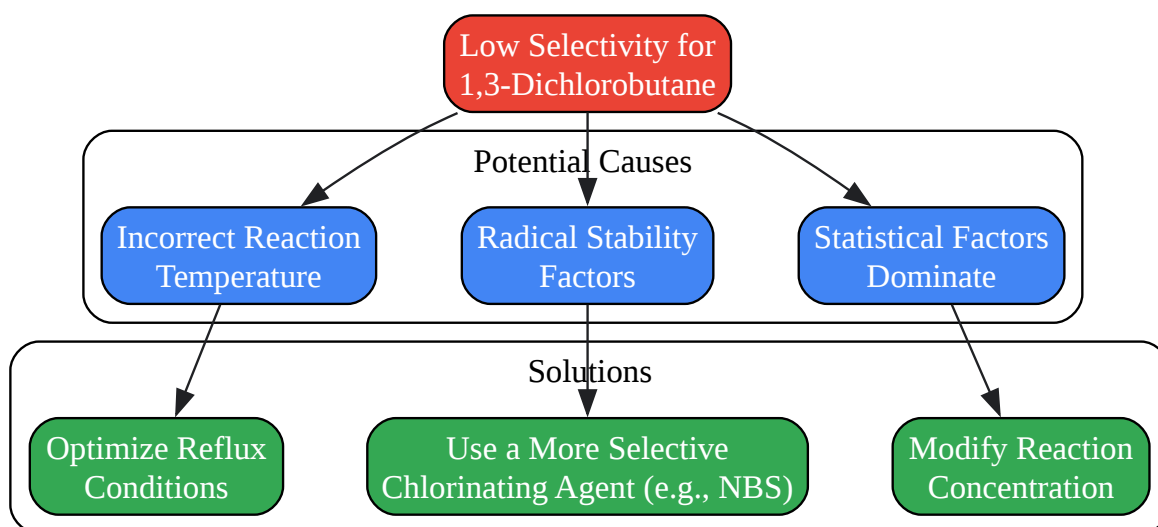 Low Selectivity for
1,3-Dichlorobutane
Potential Causes
Incorrect Reaction
Temperature
Radical Stability
Factors
Statistical Factors
Dominate
Solutions
Optimize Reflux
Conditions
Use a More Selective
Chlorinating Agent (e.g., NBS)
Modify Reaction
Concentration